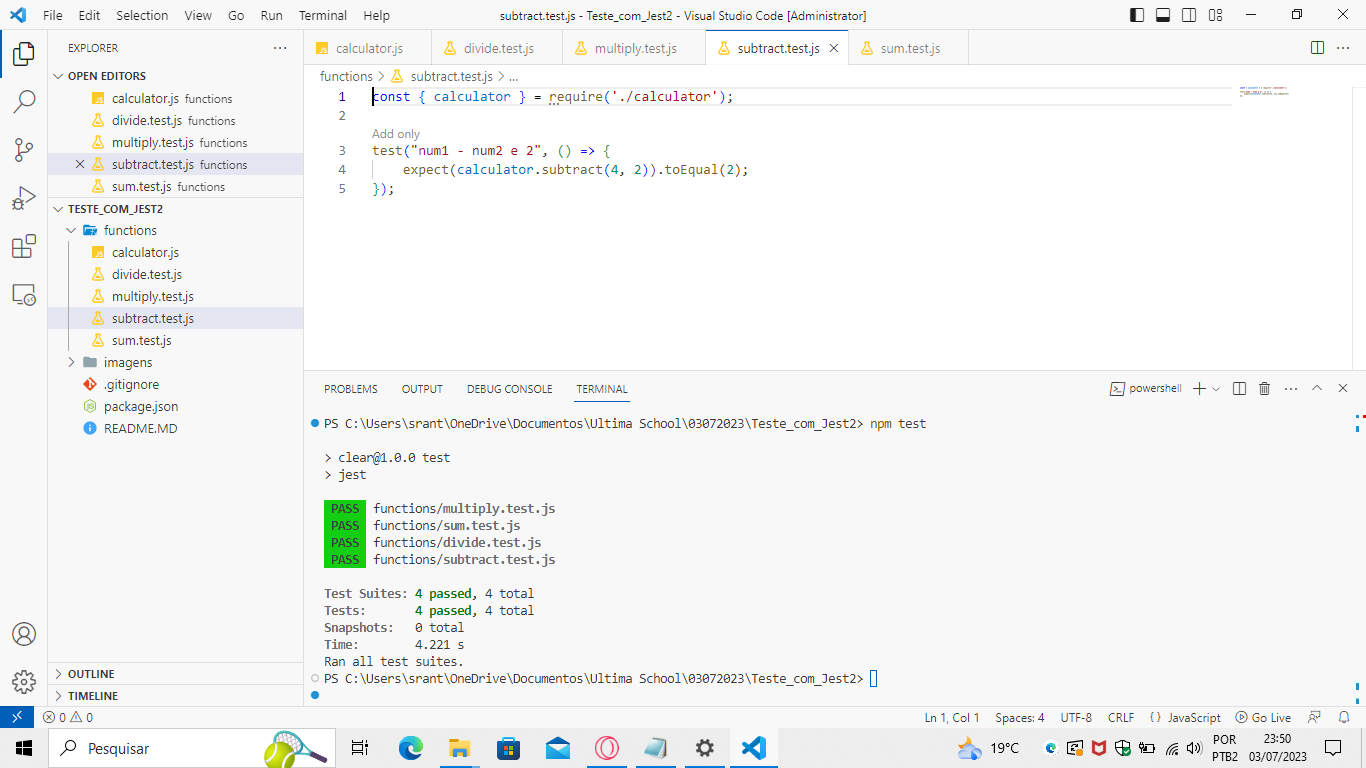 File Edit Selection View Go Run Terminal Help
subtract.test.js - Teste_com_Jest2 - Visual Studio Code [Administrator]
EXPLORER
OPEN EDITORS
calculator.js functions
divide.test.js functions
multiply.test.js functions
subtract.test.js functions
sum.test.js functions
TESTE_COM_JEST2
functions
calculator.js
divide.test.js
multiply.test.js
subtract.test.js
sum.test.js
imagens
.gitignore
package.json
README.MD
OUTLINE
TIMELINE
calculator.js divide.test.js multiply.test.js subtract.test.js sum.test.js
functions > subtract.test.js > ...
1 const { calculator } = require('./calculator');
2
Add only
3 test("num1 - num2 e 2", () => {
4 expect(calculator.subtract(4, 2)).toEqual(2);
5 });
PROBLEMS OUTPUT DEBUG CONSOLE TERMINAL
powershell
PS C:\Users\srant\OneDrive\Documentos\Ultima School\03072023\Teste_com_Jest2> npm test
> clear@1.0.0 test
> jest
PASS functions/multiply.test.js
PASS functions/sum.test.js
PASS functions/divide.test.js
PASS functions/subtract.test.js
Test Suites: 4 passed, 4 total
Tests: 4 passed, 4 total
Snapshots: 0 total
Time: 4.221 s
Ran all test suites.
PS C:\Users\srant\OneDrive\Documentos\Ultima School\03072023\Teste_com_Jest2>
0 0
Ln 1, Col 1 Spaces: 4 UTF-8 CRLF {} JavaScript Go Live
Pesquisar
19°C
POR
PTB2
23:50
03/07/2023